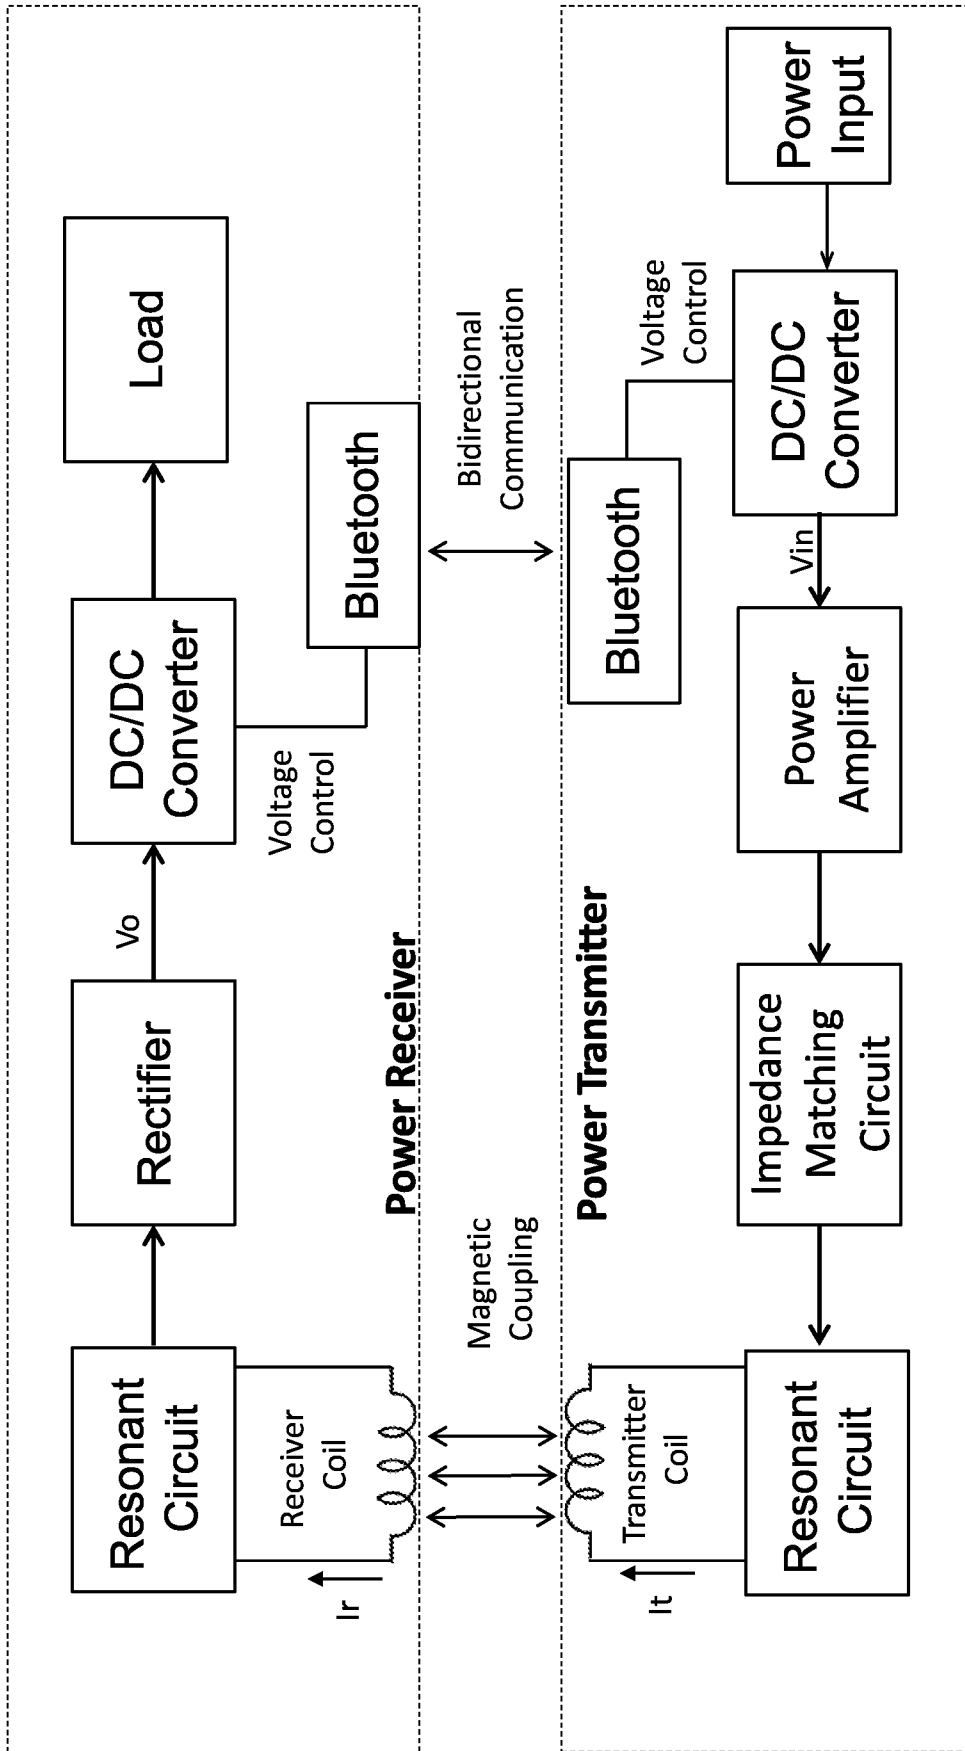 Resonant
Circuit
Rectifier
Vo
DC/DC
Converter
Load
Receiver
Coil
Ir
Voltage
Control
Bluetooth
Power Receiver
Magnetic
Coupling
Bidirectional
Communication
Power Transmitter
Bluetooth
Voltage
Control
It
Transmitter
Coil
Resonant
Circuit
Impedance
Matching
Circuit
Power
Amplifier
Vin
DC/DC
Converter
Power
Input